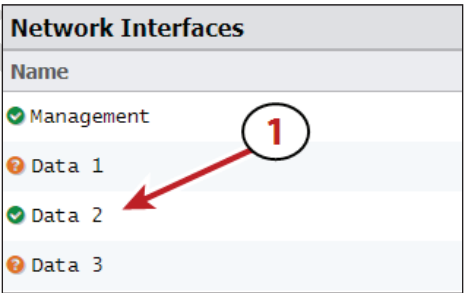 Network Interfaces
Name
Management
1
Data 1
Data 2
Data 3